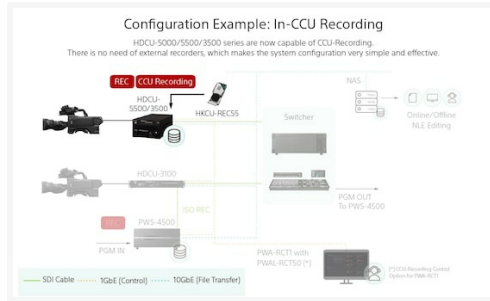 Configuration Example: In-CCU Recording
HDCU-5000/5500/3500 series are now capable of CCU-Recording.
There is no need of external recorders, which makes the system configuration very simple and effective.
REC CCU Recording
HDCU-
5500/3500
HKCU-REC55
NAS
Switcher
Online/Offline
NLE Editing
HDCU-3100
ISO REC
REC
PWS-4500
PGM IN
PGM OUT
To PWS-4500
PWA-RCT1 with
PWAL-RCT50 (*)
(*) CCU Recording Control
Option for PWA-RCT1
SDI Cable 1GbE (Control) 10GbE (File Transfer)